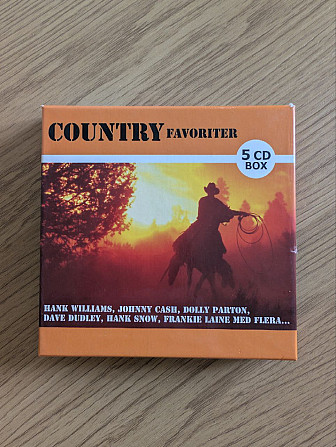 COUNTRY FAVORITER
5 CD
BOX
HANK WILLIAMS, JOHNNY CASH, DOLLY PARTON,
DAVE DUDLEY, HANK SNOW, FRANKIE LAINE MED FLERA...